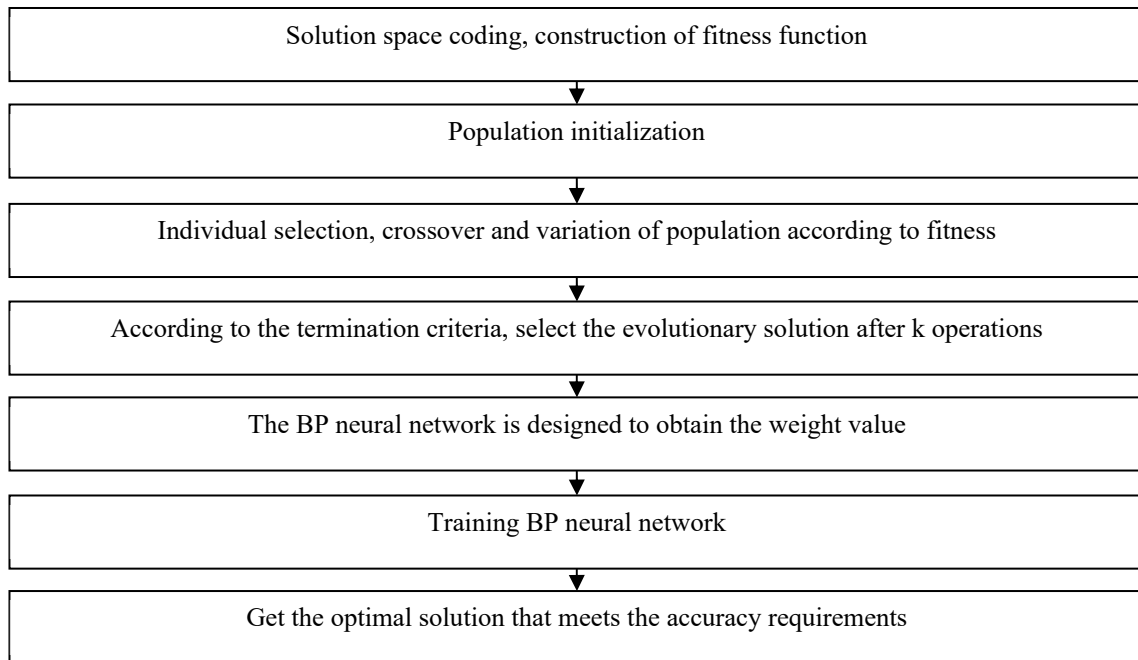 Solution space coding, construction of fitness function
Population initialization
Individual selection, crossover and variation of population according to fitness
According to the termination criteria, select the evolutionary solution after k operations
The BP neural network is designed to obtain the weight value
Training BP neural network
Get the optimal solution that meets the accuracy requirements